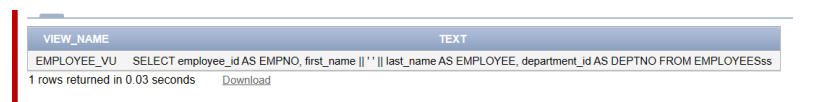 VIEW_NAME TEXT
EMPLOYEE_VU SELECT employee_id AS EMPNO, first_name || ' ' || last_name AS EMPLOYEE, department_id AS DEPTNO FROM EMPLOYEESss
1 rows returned in 0.03 seconds Download